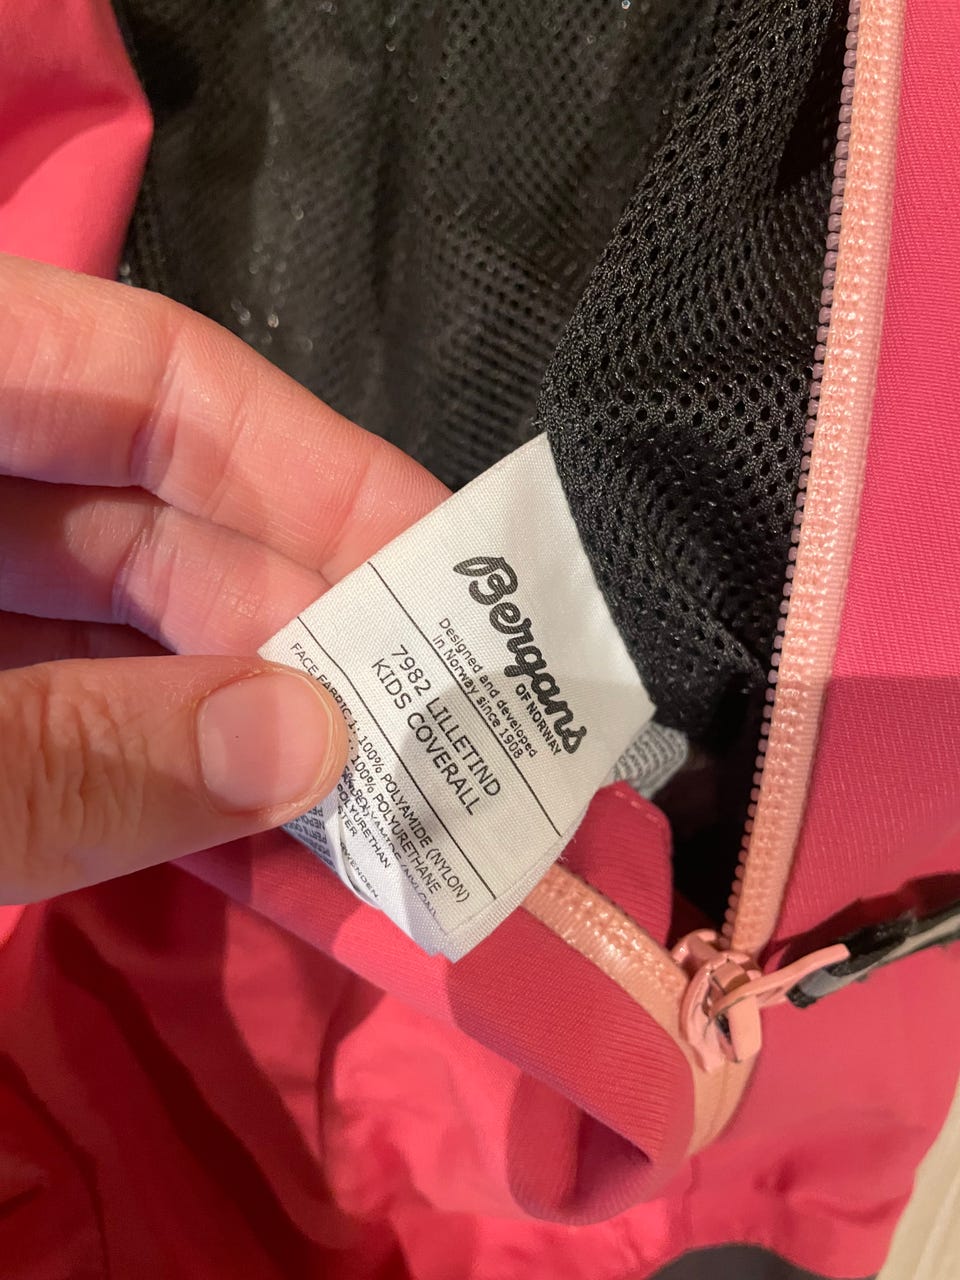 Bergans
OF NORWAY
Designed and developed
in Norway since 1908
7982 LILLETIND
KIDS COVERALL
FACE FABRIC 1: 100% POLYAMIDE (NYLON)
: 100% POLYURETHANE